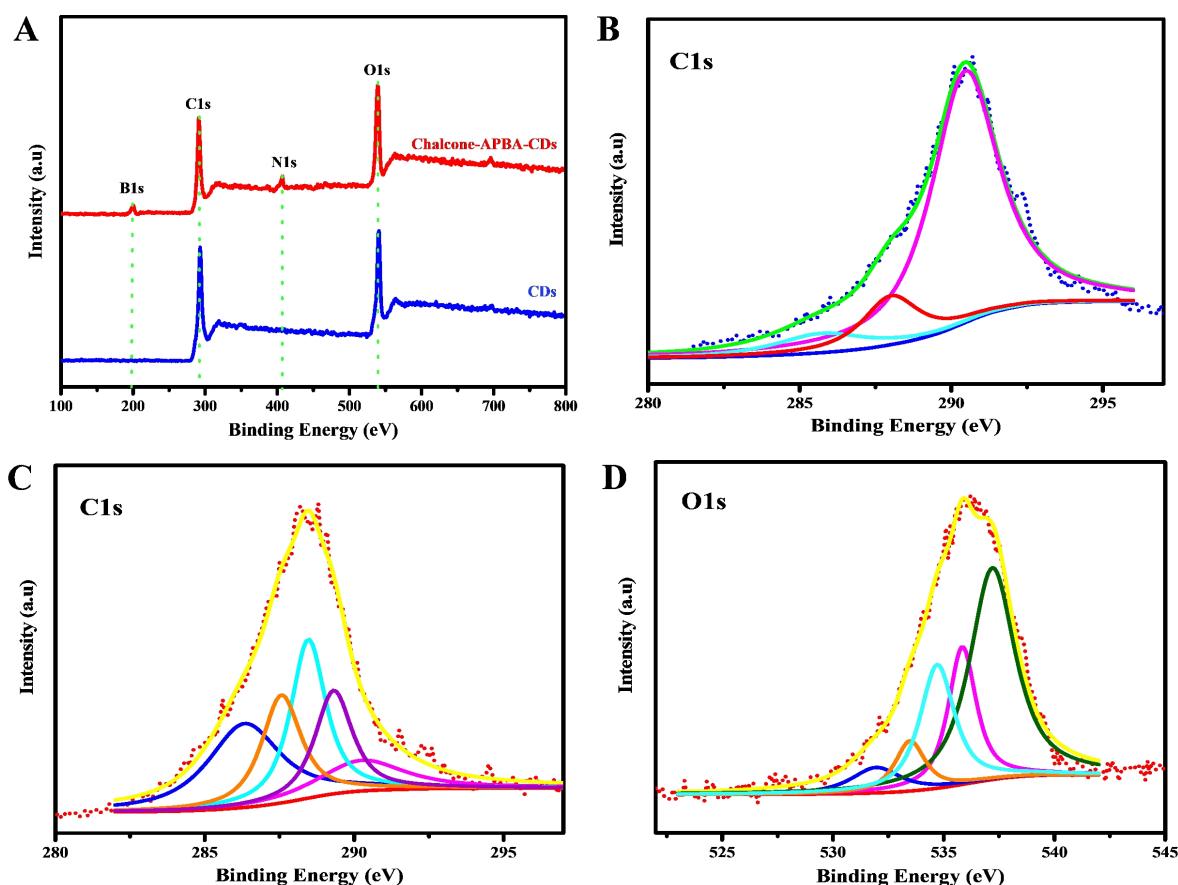 A
B1s
C1s
N1s
O1s
Chalcone-APBA-CDs
CDs
Intensity (a.u)
100 200 300 400 500 600 700 800
Binding Energy (eV)
B
C1s
Intensity (a.u)
280 285 290 295
Binding Energy (eV)
C
C1s
Intensity (a.u)
280 285 290 295
Binding Energy (eV)
D
O1s
Intensity (a.u)
525 530 535 540 545
Binding Energy (eV)